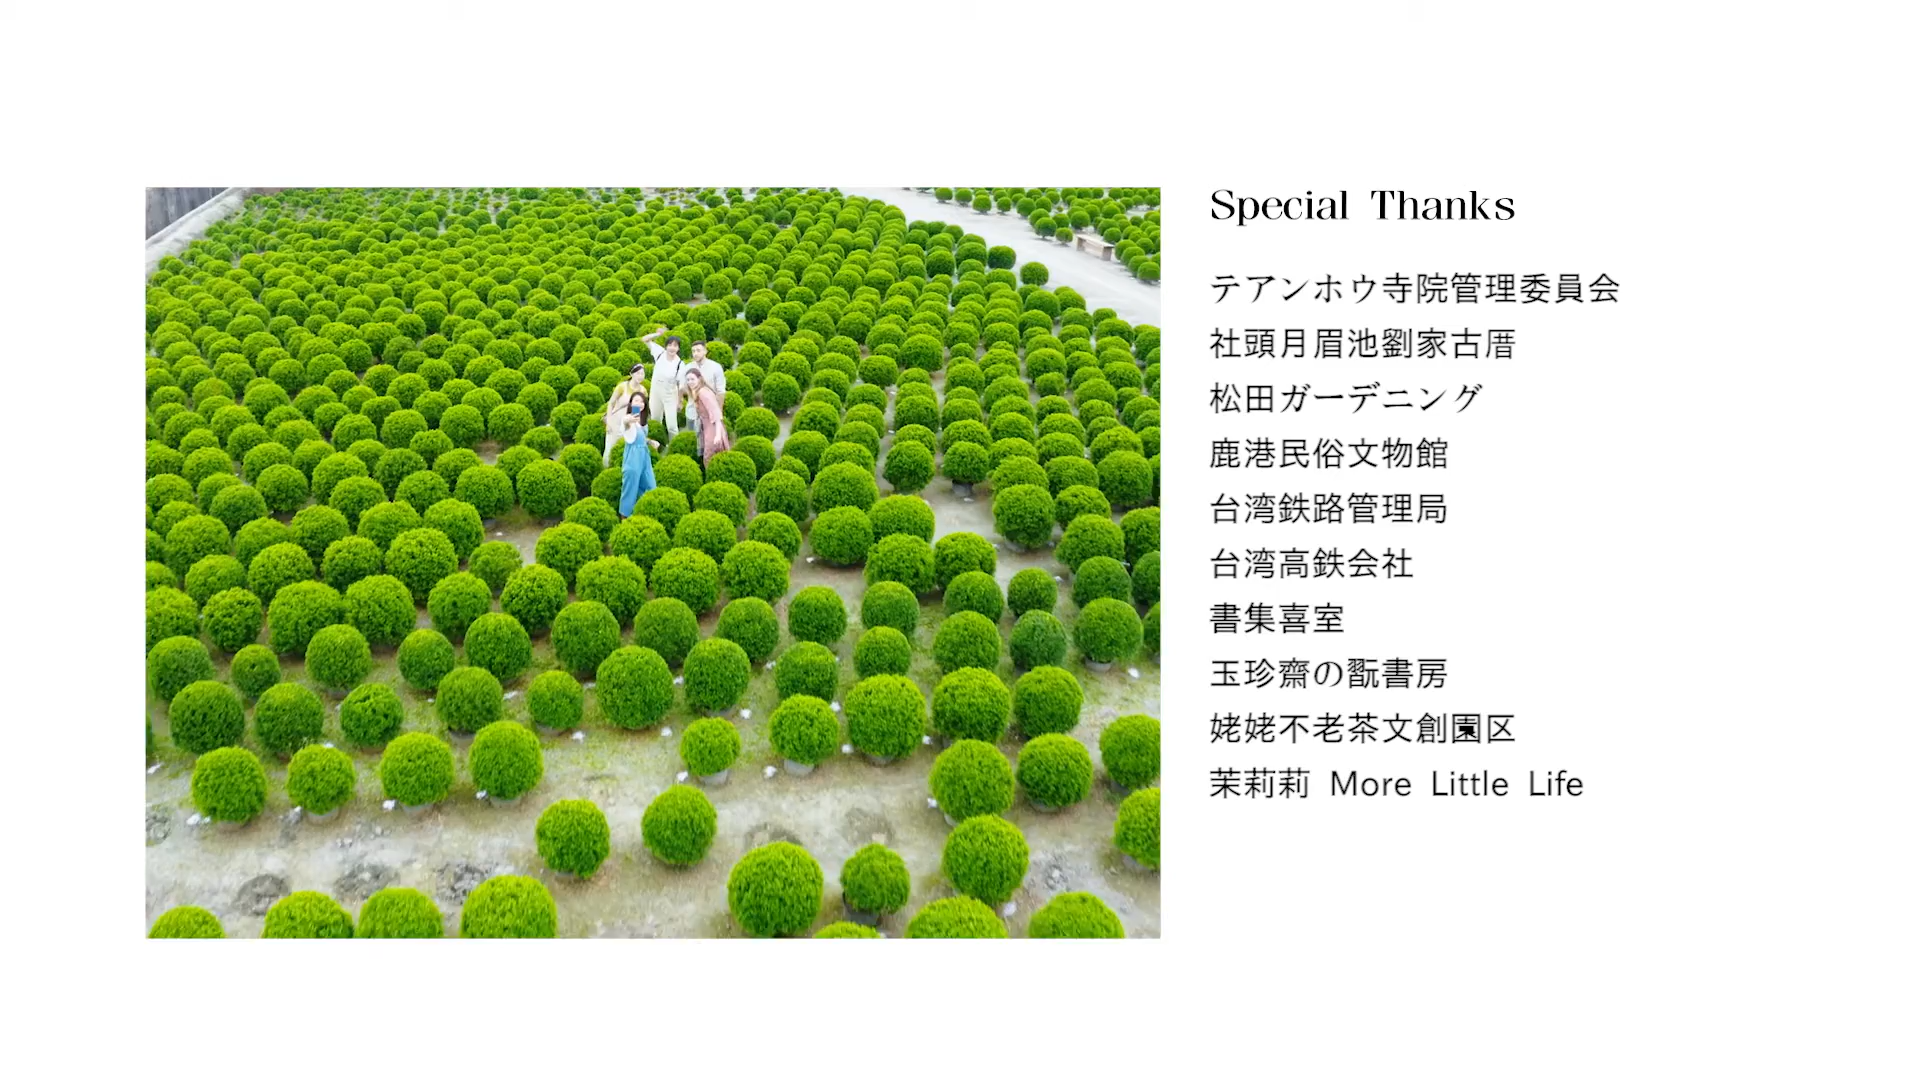 Special Thanks
テアンホウ寺院管理委員会
社頭月眉池劉家古厝
松田ガーデニング
鹿港民俗文物館
台湾鉄路管理局
台湾高鉄会社
書集喜室
玉珍齋の翫書房
姥姥不老茶文創園区
茉莉莉 More Little Life